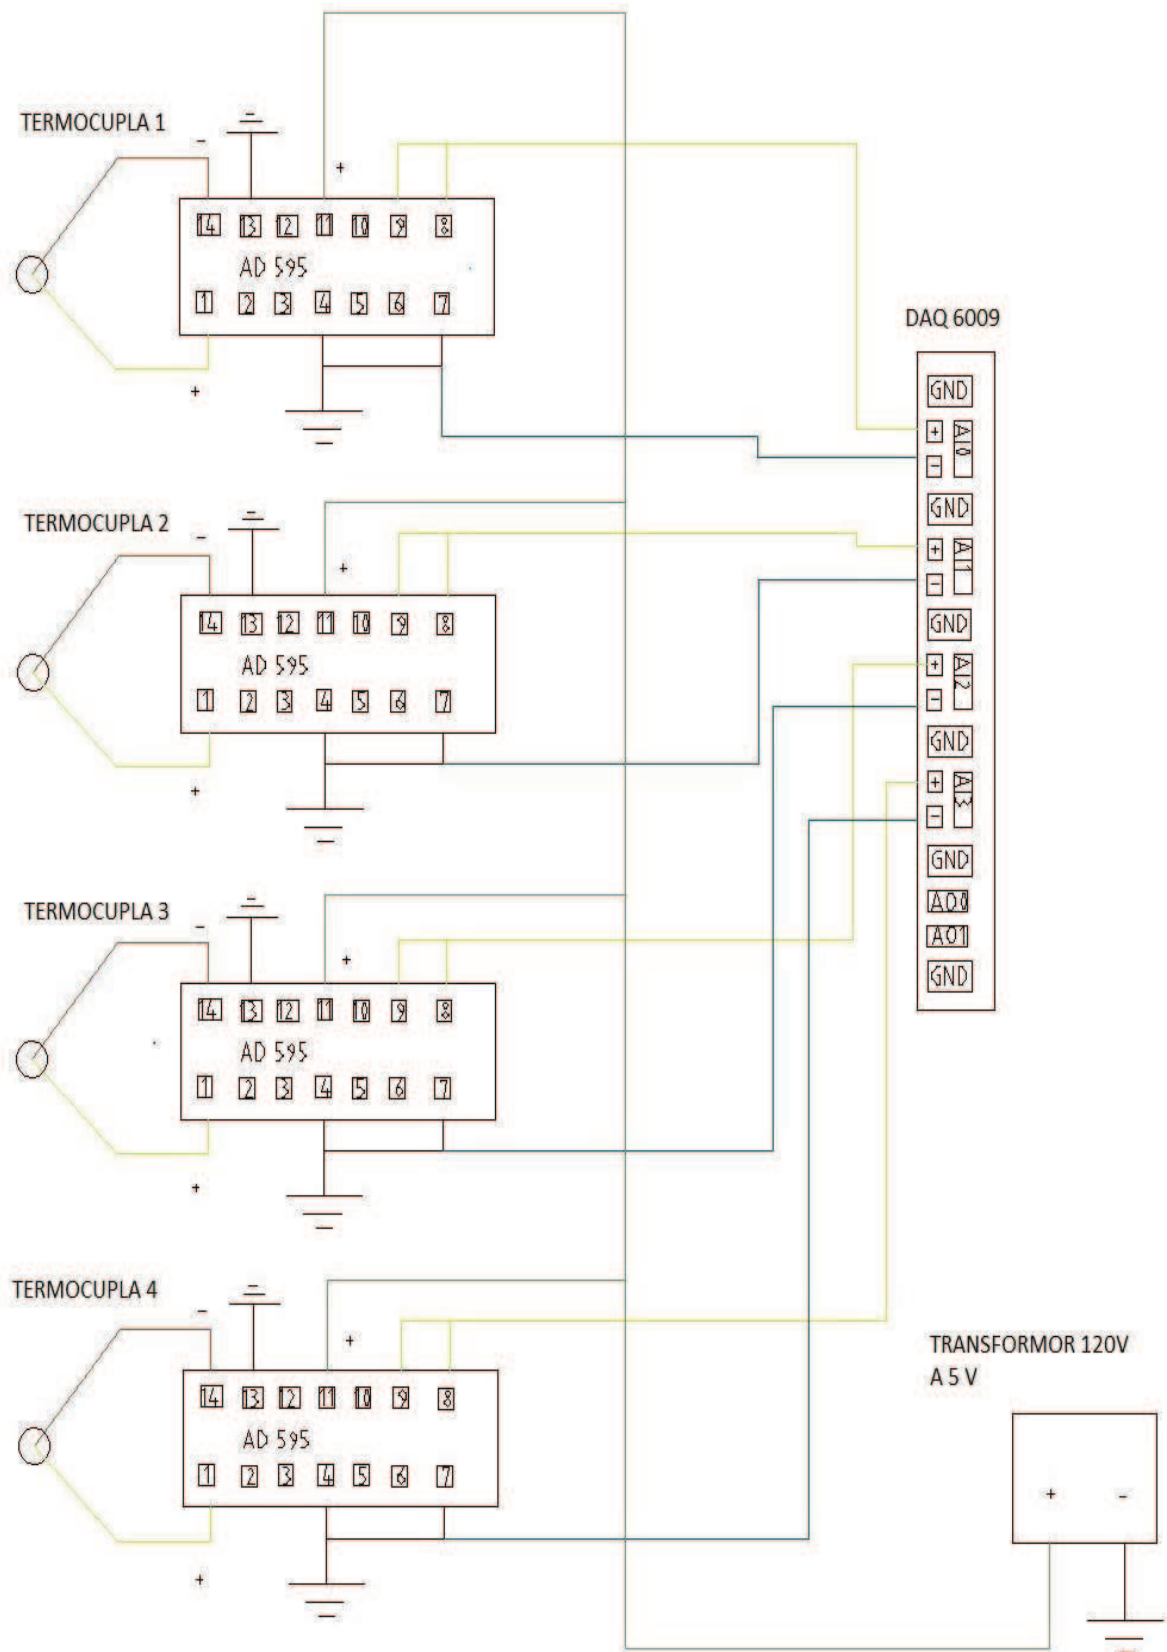 TERMOCUPLA 1
-
+
14 13 12 11 10 9 8
AD 595
1 2 3 4 5 6 7
+
TERMOCUPLA 2
-
+
14 13 12 11 10 9 8
AD 595
1 2 3 4 5 6 7
+
TERMOCUPLA 3
-
+
14 13 12 11 10 9 8
AD 595
1 2 3 4 5 6 7
+
TERMOCUPLA 4
-
+
14 13 12 11 10 9 8
AD 595
1 2 3 4 5 6 7
+
DAQ 6009
GND
+ AI0
-
GND
+ AI1
-
GND
+ AI2
-
GND
+ AI3
-
GND
AO0
AO1
GND
TRANSFORMOR 120V
A 5 V
+ -